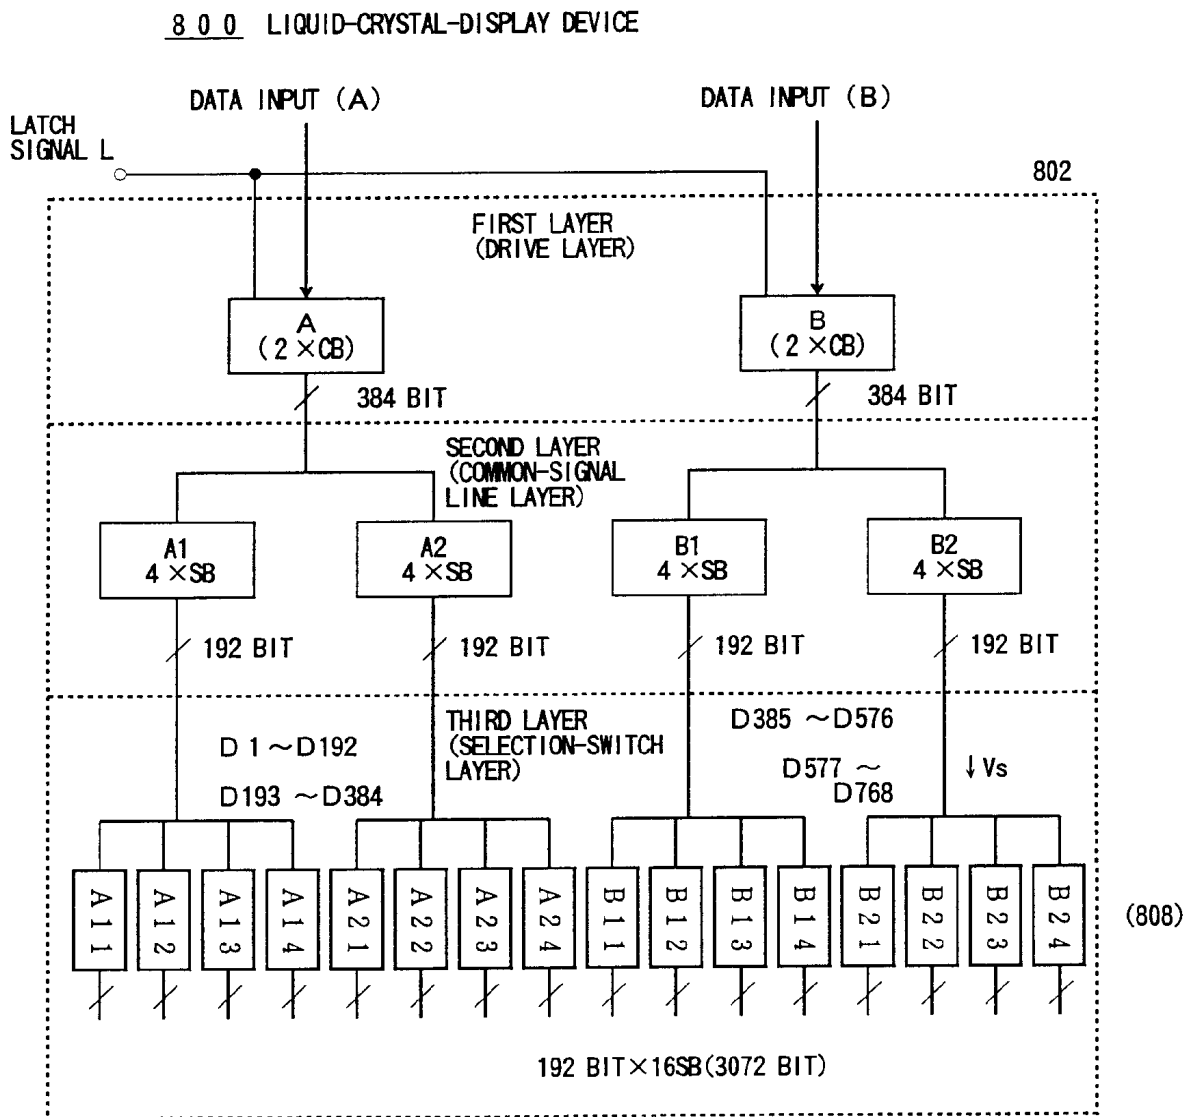 8 0 0 LIQUID-CRYSTAL-DISPLAY DEVICE
DATA INPUT (A)
DATA INPUT (B)
LATCH
SIGNAL L
802
FIRST LAYER
(DRIVE LAYER)
A
(2 ×CB)
B
(2 ×CB)
384 BIT
384 BIT
SECOND LAYER
(COMMON-SIGNAL
LINE LAYER)
A1
4 ×SB
A2
4 ×SB
B1
4 ×SB
B2
4 ×SB
192 BIT
192 BIT
192 BIT
192 BIT
THIRD LAYER
(SELECTION-SWITCH
LAYER)
D 1 ~D192
D193 ~D384
D385 ~D576
D577 ~
D768
↓Vs
A11
A12
A13
A14
A21
A22
A23
A24
B11
B12
B13
B14
B21
B22
B23
B24
(808)
192 BIT×16SB(3072 BIT)